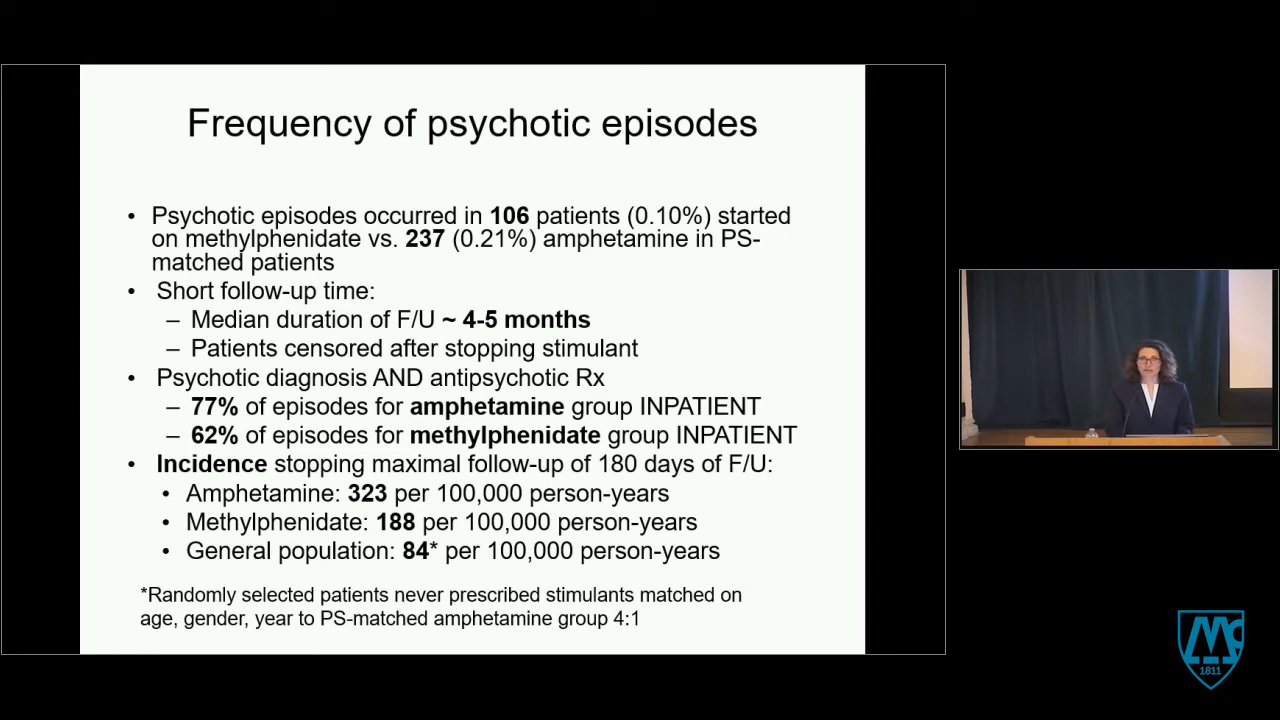 Frequency of psychotic episodes
• Psychotic episodes occurred in 106 patients (0.10%) started
on methylphenidate vs. 237 (0.21%) amphetamine in PS-
matched patients
• Short follow-up time:
– Median duration of F/U ~ 4-5 months
– Patients censored after stopping stimulant
• Psychotic diagnosis AND antipsychotic Rx
– 77% of episodes for amphetamine group INPATIENT
– 62% of episodes for methylphenidate group INPATIENT
• Incidence stopping maximal follow-up of 180 days of F/U:
• Amphetamine: 323 per 100,000 person-years
• Methylphenidate: 188 per 100,000 person-years
• General population: 84* per 100,000 person-years
*Randomly selected patients never prescribed stimulants matched on
age, gender, year to PS-matched amphetamine group 4:1
Mc
1811